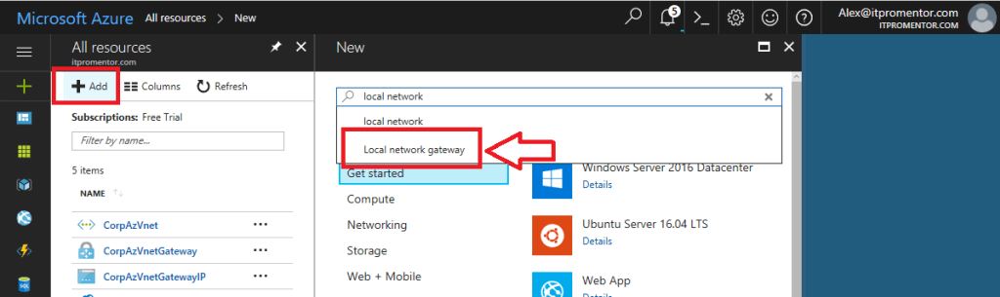 Microsoft Azure All resources > New
5
>_
?
Alex@itpromentor.com
ITPROMENTOR.COM
All resources
itpromentor.com
Add Columns Refresh
Subscriptions: Free Trial
Filter by name...
5 items
NAME
CorpAzVnet ...
CorpAzVnetGateway ...
CorpAzVnetGatewayIP ...
New
local network
local network
Local network gateway
Get started
Compute
Networking
Storage
Web + Mobile
Windows Server 2016 Datacenter
Details
Ubuntu Server 16.04 LTS
Details
Web App
Details
SQL